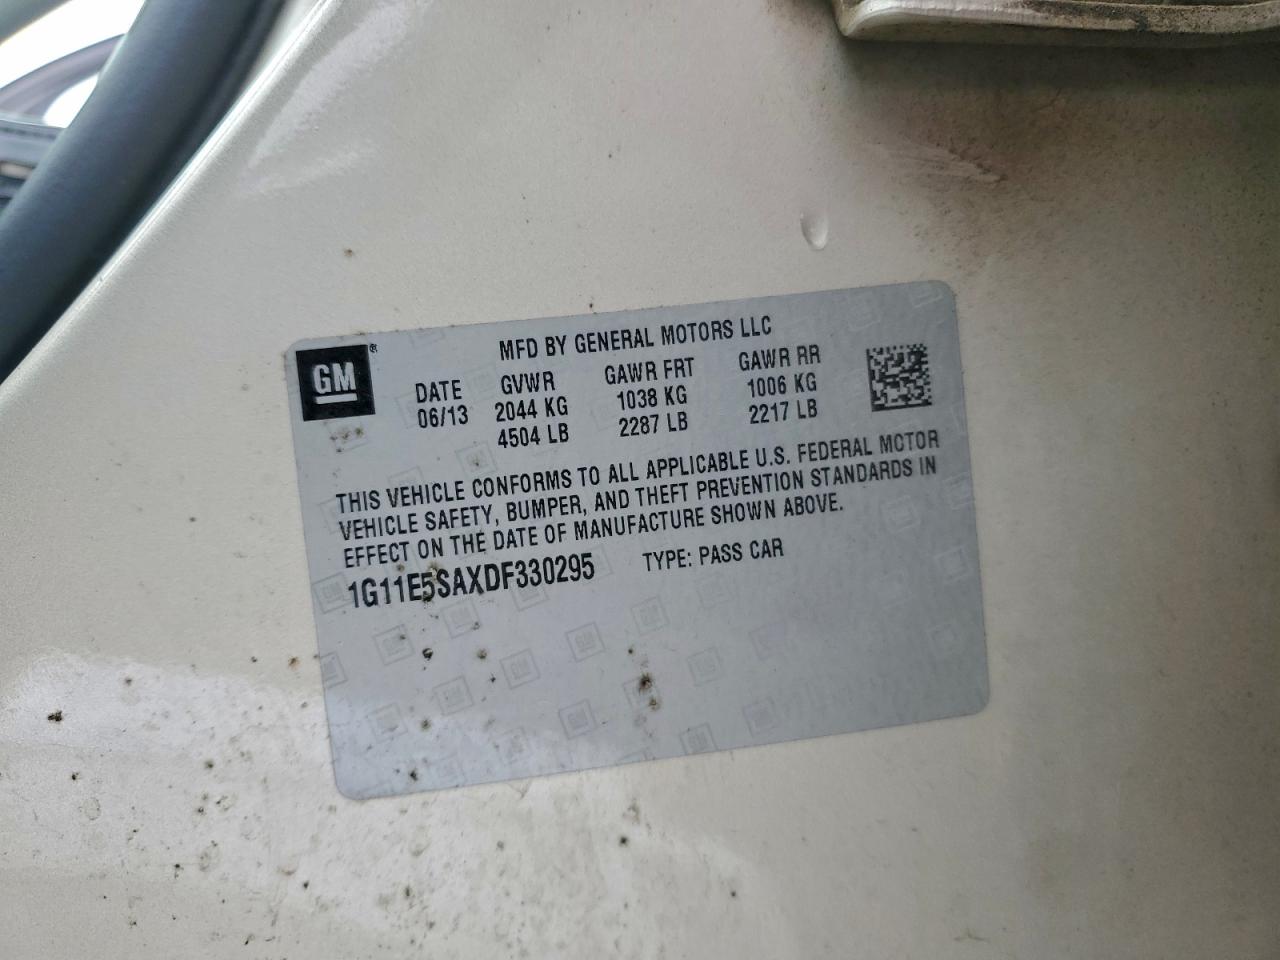 GM®
MFD BY GENERAL MOTORS LLC
DATE GVWR GAWR FRT GAWR RR
06/13 2044 KG 1038 KG 1006 KG
4504 LB 2287 LB 2217 LB
THIS VEHICLE CONFORMS TO ALL APPLICABLE U.S. FEDERAL MOTOR
VEHICLE SAFETY, BUMPER, AND THEFT PREVENTION STANDARDS IN
EFFECT ON THE DATE OF MANUFACTURE SHOWN ABOVE.
1G11E5SAXDF330295 TYPE: PASS CAR